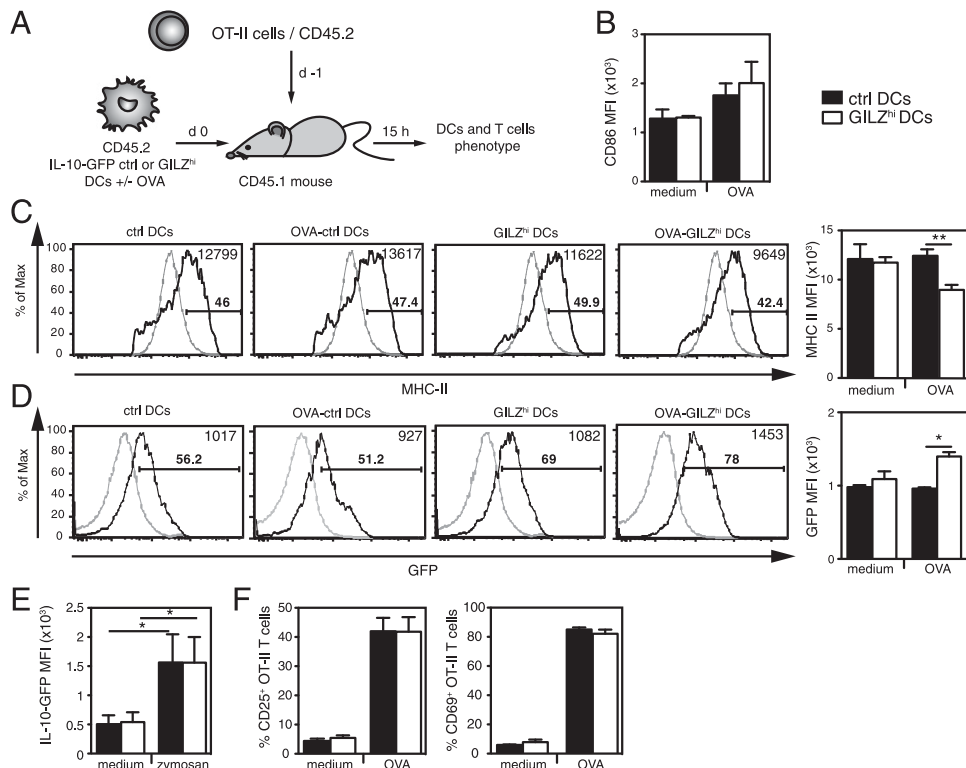 A
OT-II cells / CD45.2
d -1
d 0
15 h
DCs and T cells
phenotype
CD45.2
IL-10-GFP ctrl or GILZhi
DCs +/- OVA
CD45.1 mouse
B
CD86 MFI (x10³)
3
2
1
0
medium
OVA
ctrl DCs
GILZhi DCs
C
ctrl DCs
OVA-ctrl DCs
GILZhi DCs
OVA-GILZhi DCs
% of Max
100
80
60
40
20
0
12799
46
13617
47.4
11622
49.9
9649
42.4
MHC-II
MHC II MFI (x10³)
15
10
5
0
**
medium
OVA
D
ctrl DCs
OVA-ctrl DCs
GILZhi DCs
OVA-GILZhi DCs
% of Max
100
80
60
40
20
0
1017
56.2
927
51.2
1082
69
1453
78
GFP
GFP MFI (x10³)
2
1
0
*
medium
OVA
E
IL-10-GFP MFI (x10³)
2.5
2
1.5
1
0.5
0
*
*
medium
zymosan
F
% CD25⁺ OT-II T cells
50
40
30
20
10
0
medium
OVA
% CD69⁺ OT-II T cells
100
80
60
40
20
0
medium
OVA